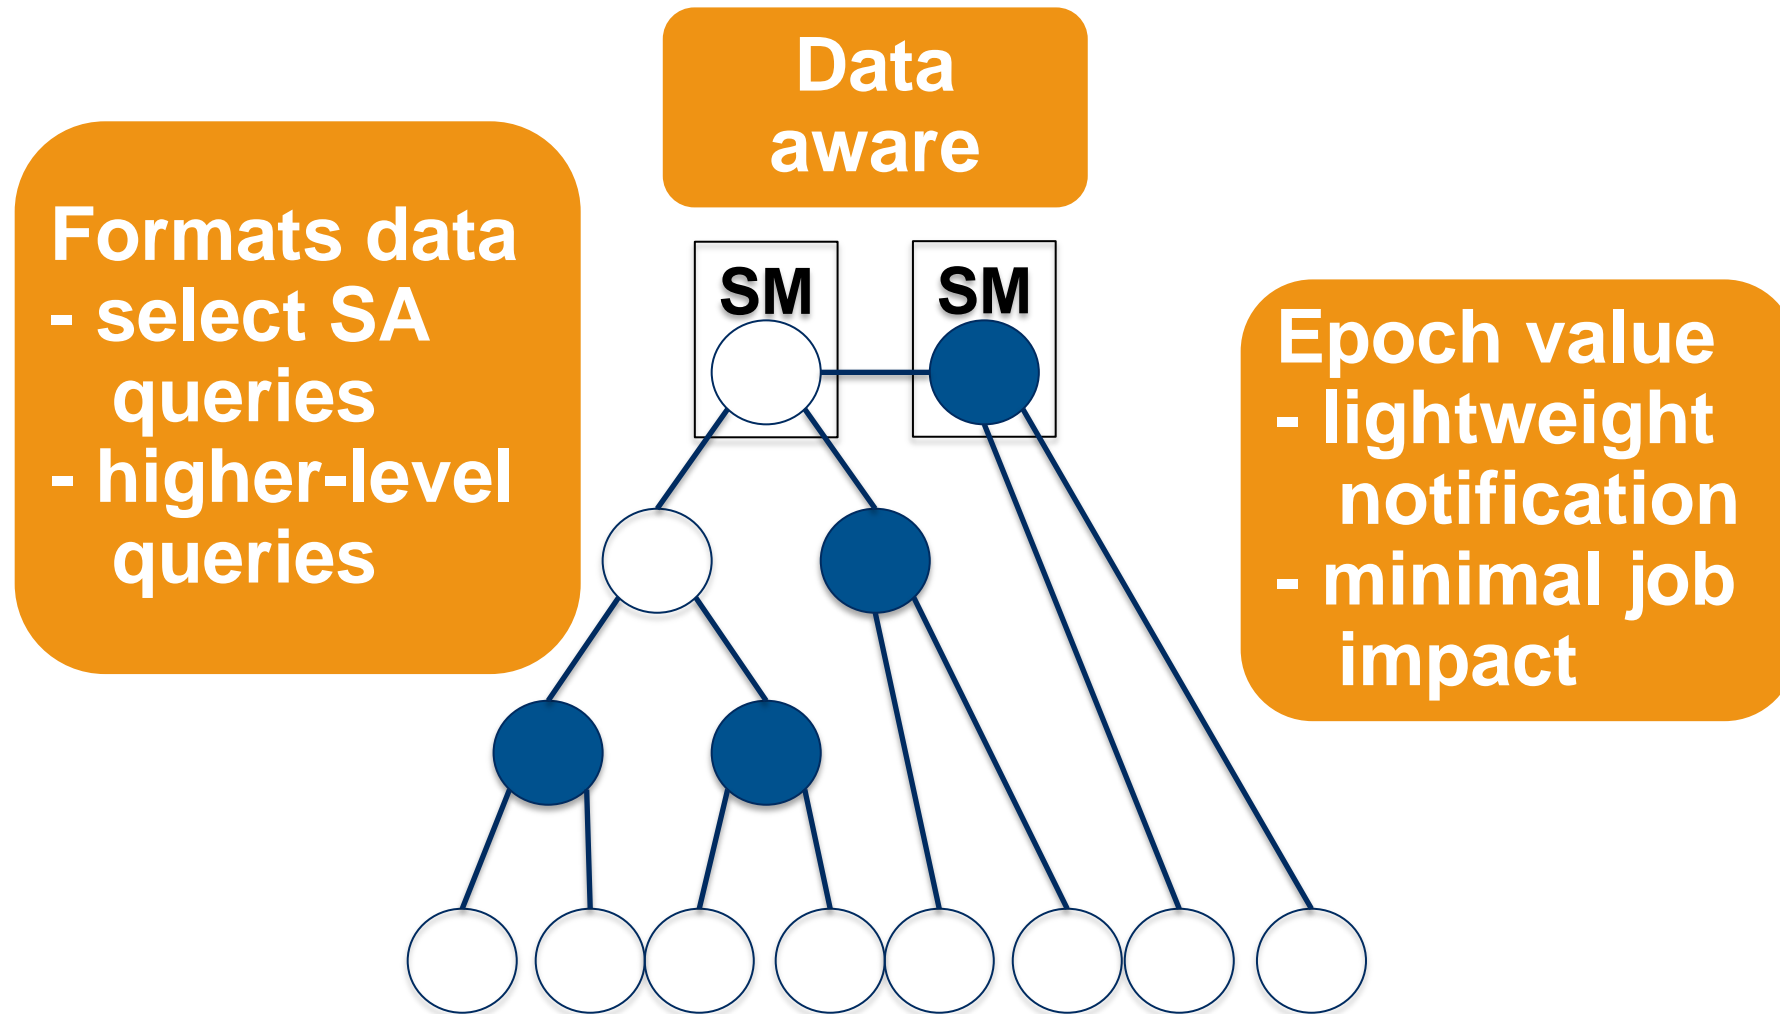 Data
aware
Formats data
- select SA
queries
- higher-level
queries
SM
SM
Epoch value
- lightweight
notification
- minimal job
impact